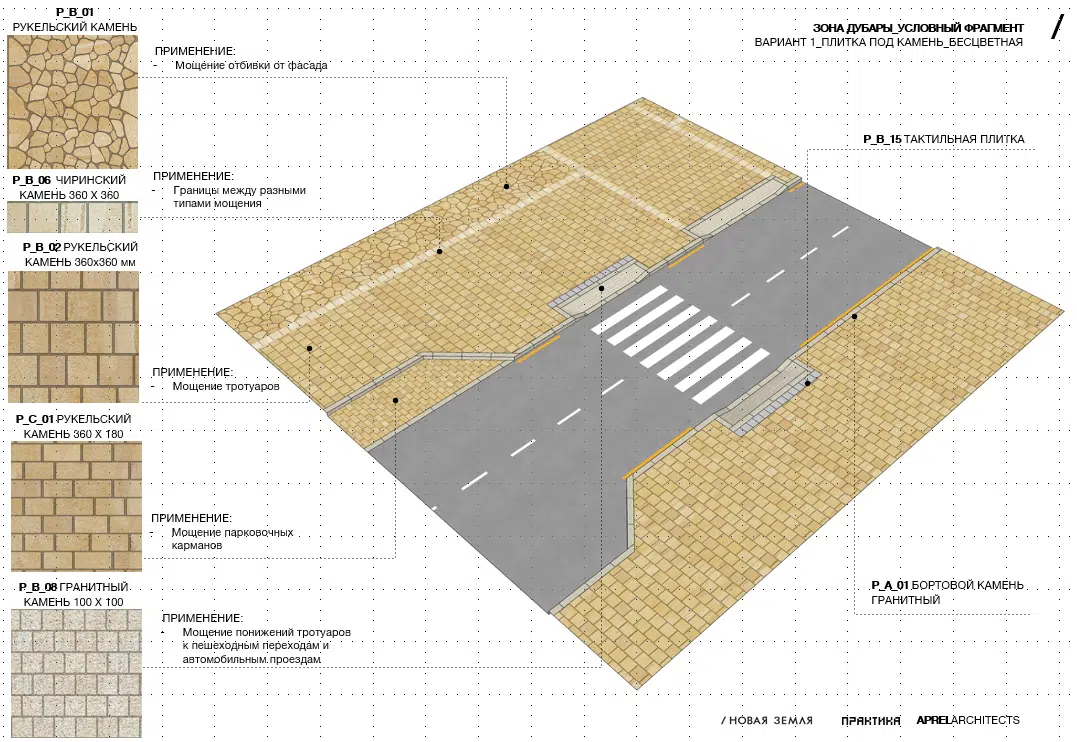 P_B_01
РУКЕЛЬСКИЙ КАМЕНЬ
ПРИМЕНЕНИЕ:
- Мощение отбивки от фасада
ЗОНА ДУБАРЫ_УСЛОВНЫЙ ФРАГМЕНТ
ВАРИАНТ 1_ПЛИТКА ПОД КАМЕНЬ_БЕСЦВЕТНАЯ
/
P_B_15 ТАКТИЛЬНАЯ ПЛИТКА
P_B_06 ЧИРИНСКИЙ
КАМЕНЬ 360 X 360
ПРИМЕНЕНИЕ:
- Границы между разными
типами мощения
P_B_02 РУКЕЛЬСКИЙ
КАМЕНЬ 360x360 мм
ПРИМЕНЕНИЕ:
- Мощение тротуаров
P_C_01 РУКЕЛЬСКИЙ
КАМЕНЬ 360 X 180
ПРИМЕНЕНИЕ:
- Мощение парковочных
карманов
P_B_08 ГРАНИТНЫЙ
КАМЕНЬ 100 X 100
ПРИМЕНЕНИЕ:
- Мощение понижений тротуаров
к пешеходным переходам и
автомобильным проездам
P_A_01 БОРТОВОЙ КАМЕНЬ
ГРАНИТНЫЙ
/ НОВАЯ ЗЕМЛЯ
ПРАКТИКА
APRELARCHITECTS